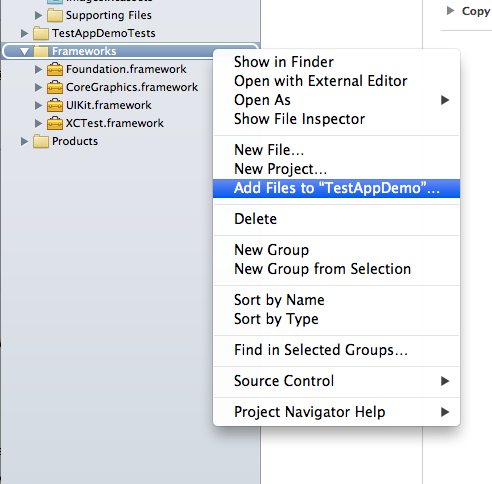 Supporting Files
TestAppDemoTests
Frameworks
Foundation.framework
CoreGraphics.framework
UIKit.framework
XCTest.framework
Products
Copy
Show in Finder
Open with External Editor
Open As
Show File Inspector
New File...
New Project...
Add Files to “TestAppDemo”...
Delete
New Group
New Group from Selection
Sort by Name
Sort by Type
Find in Selected Groups...
Source Control
Project Navigator Help